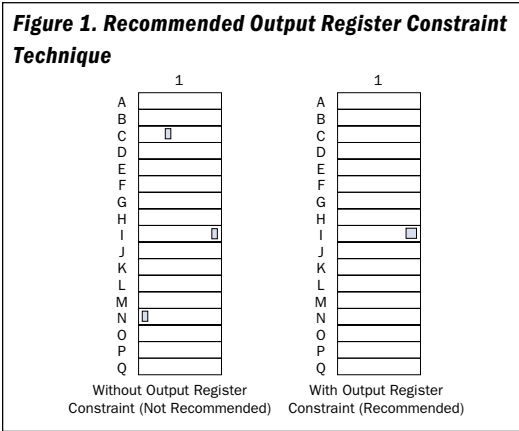 Figure 1. Recommended Output Register Constraint
Technique
1
A
B
C
D
E
F
G
H
I
J
K
L
M
N
O
P
Q
Without Output Register
Constraint (Not Recommended)
1
A
B
C
D
E
F
G
H
I
J
K
L
M
N
O
P
Q
With Output Register
Constraint (Recommended)